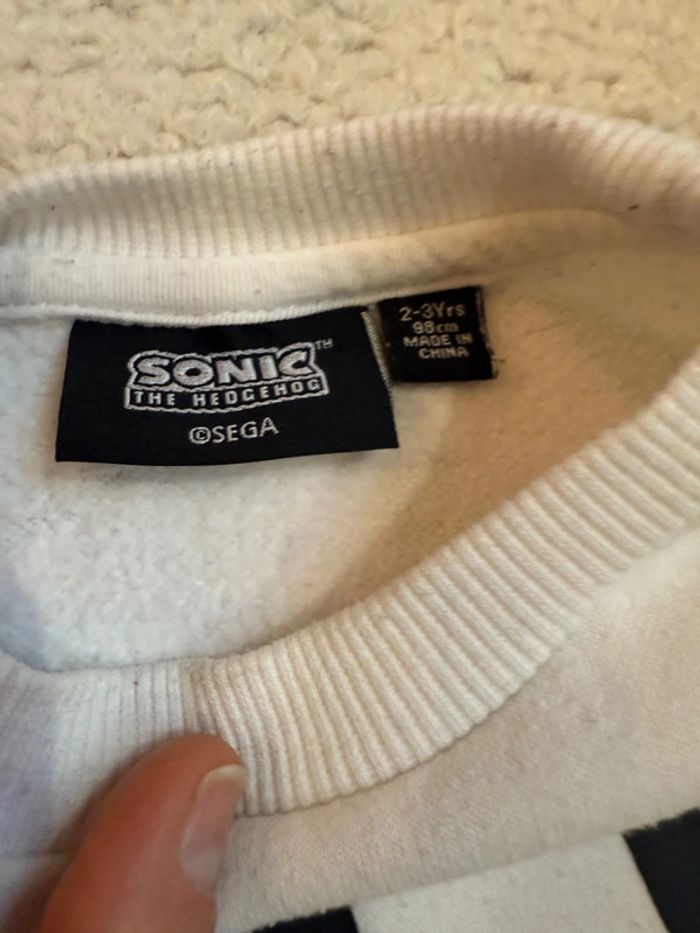 SONIC™
THE HEDGEHOG
©SEGA
2-3Yrs
98cm
MADE IN
CHINA